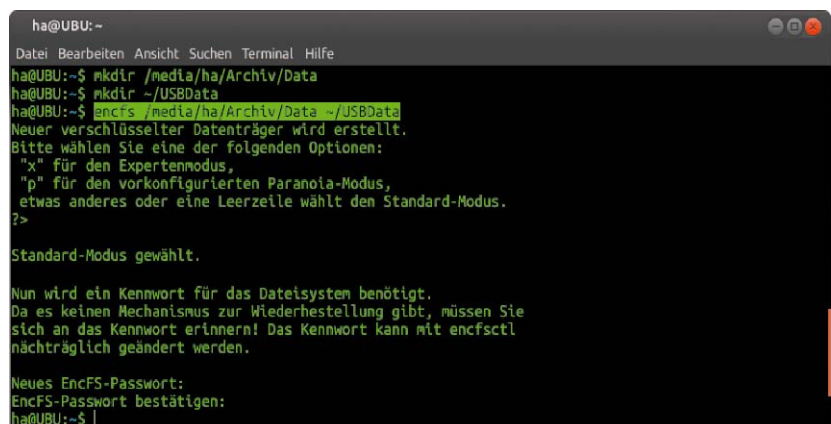 ha@UBU: ~
Datei Bearbeiten Ansicht Suchen Terminal Hilfe
ha@UBU:~$ mkdir /media/ha/Archiv/Data
ha@UBU:~$ mkdir ~/USBData
ha@UBU:~$ encfs /media/ha/Archiv/Data ~/USBData
Neuer verschlüsselter Datenträger wird erstellt.
Bitte wählen Sie eine der folgenden Optionen:
"x" für den Expertenmodus,
"p" für den vorkonfigurierten Paranoia-Modus,
etwas anderes oder eine Leerzeile wählt den Standard-Modus.
?>
Standard-Modus gewählt.
Nun wird ein Kennwort für das Dateisystem benötigt.
Da es keinen Mechanismus zur Wiederhestellung gibt, müssen Sie
sich an das Kennwort erinnern! Das Kennwort kann mit encfsctl
nächträglich geändert werden.
Neues EncFS-Passwort:
EncFS-Passwort bestätigen:
ha@UBU:~$